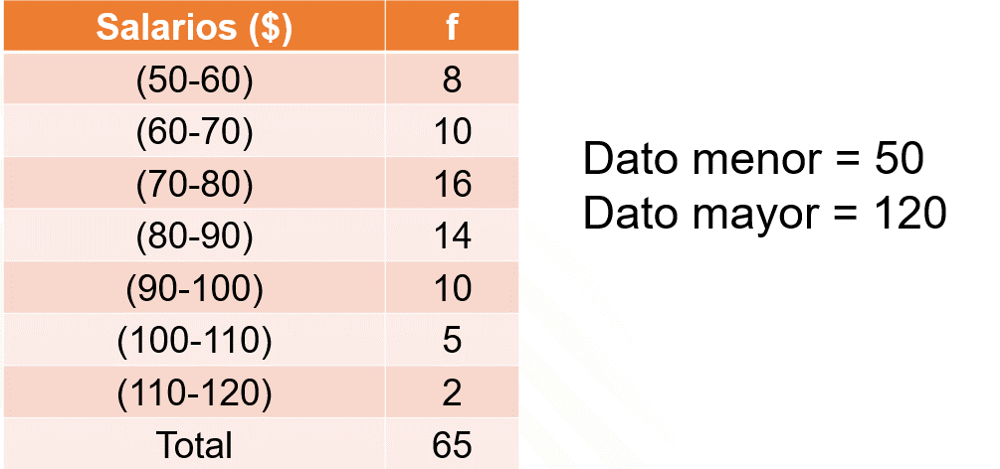 Salarios ($) f
(50-60) 8
(60-70) 10
(70-80) 16
(80-90) 14
(90-100) 10
(100-110) 5
(110-120) 2
Total 65
Dato menor = 50
Dato mayor = 120